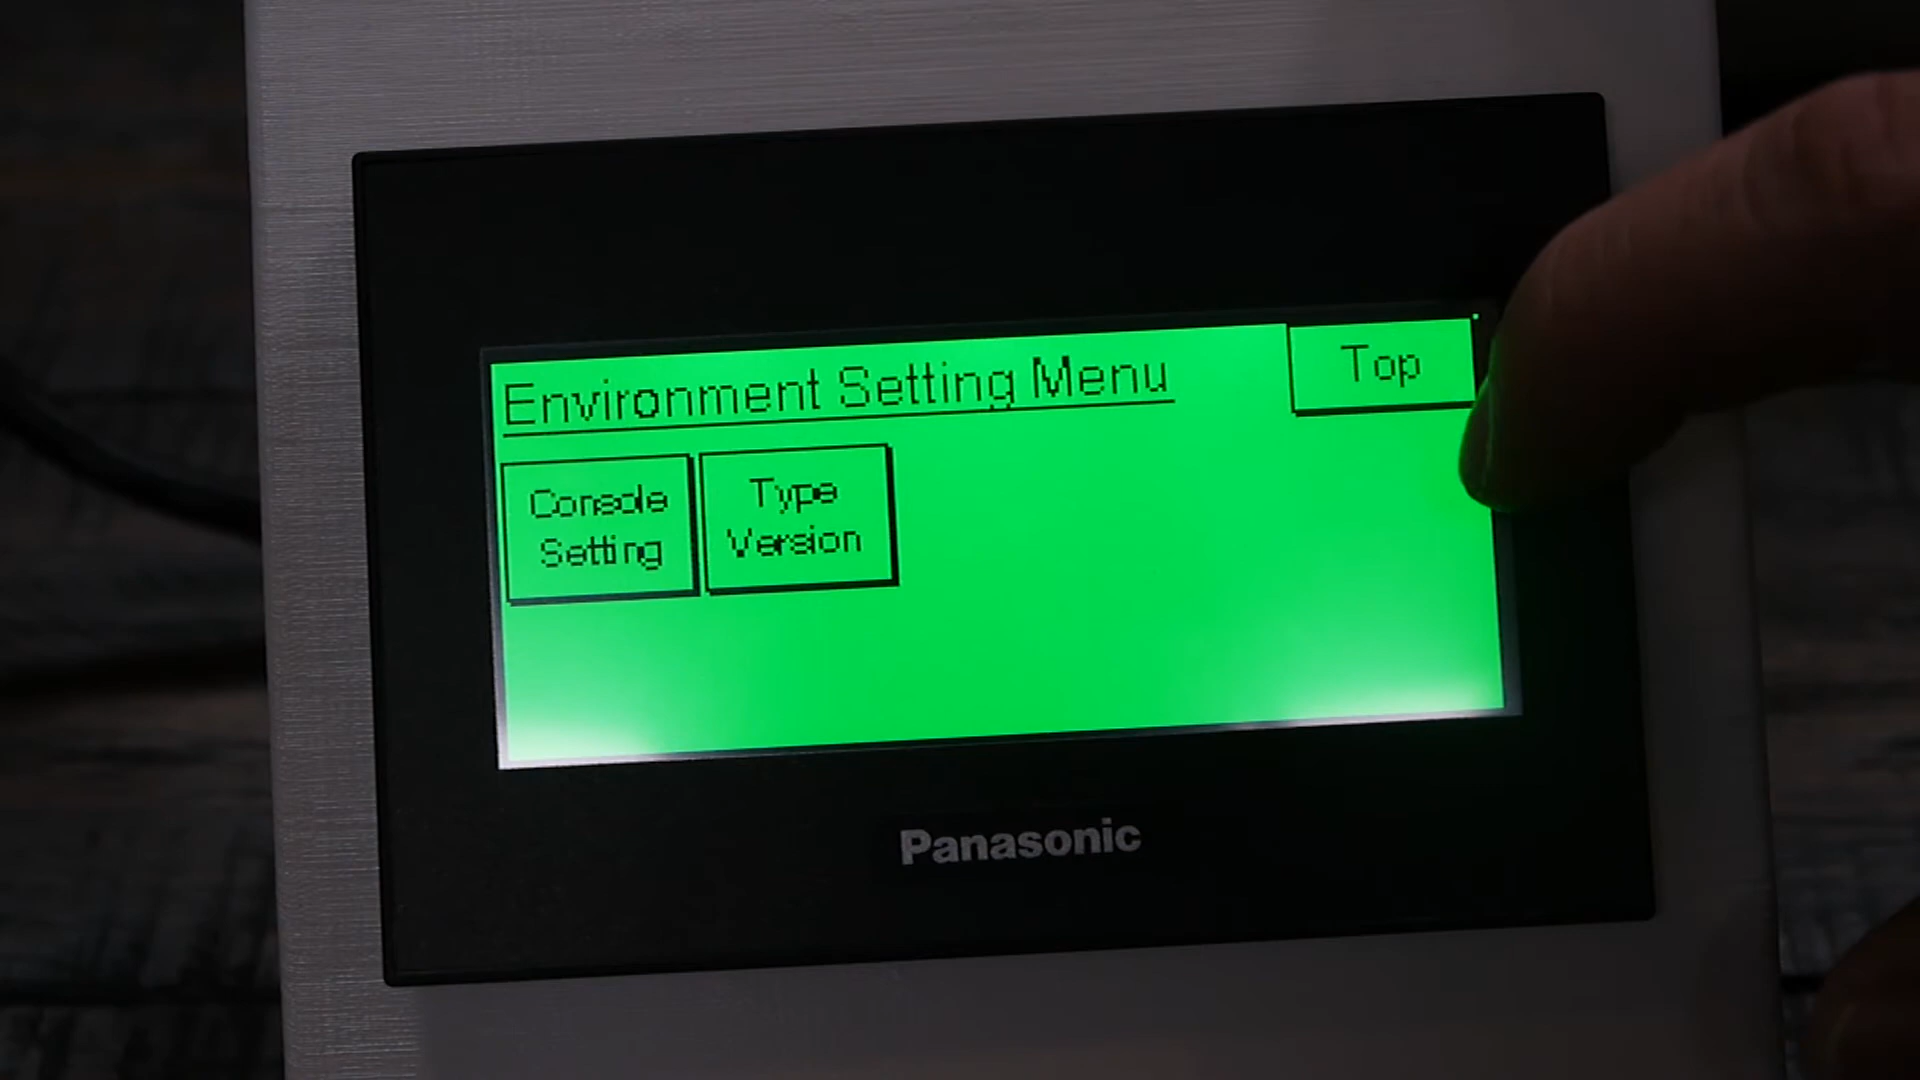 Environment Setting Menu
Top
Console
Setting
Type
Version
Panasonic